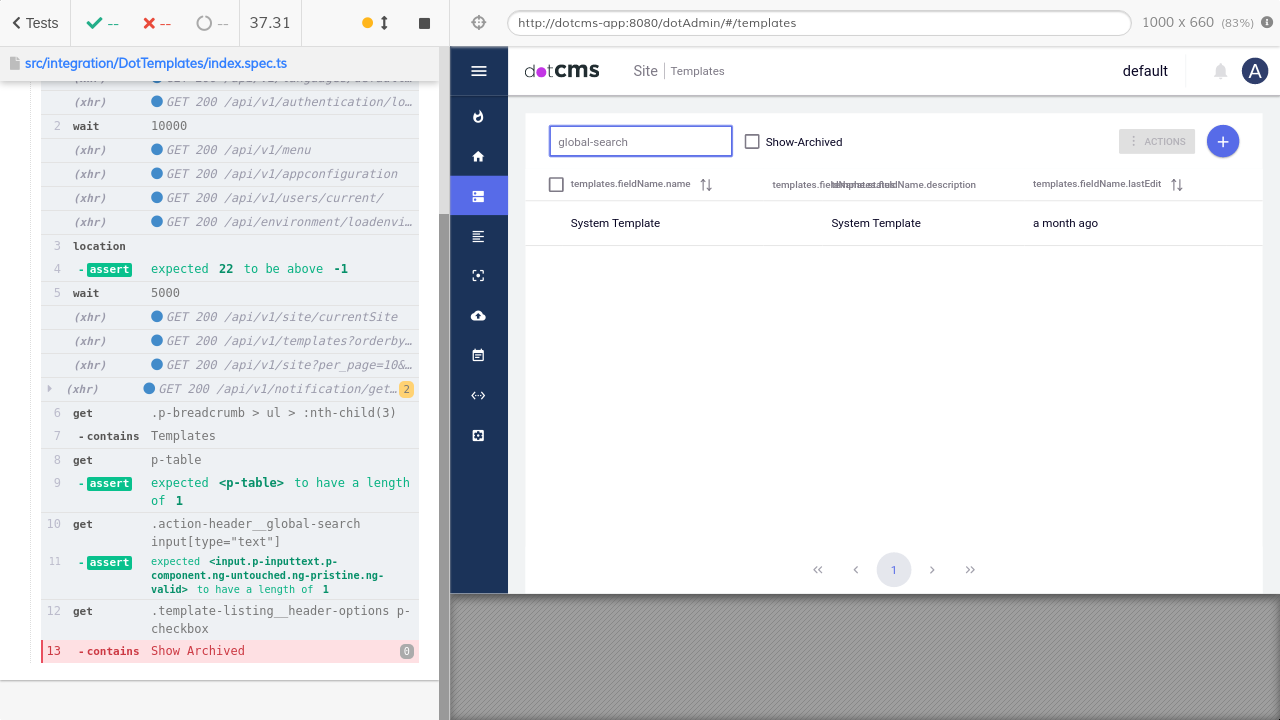 Tests
--
--
--
37.31
src/integration/DotTemplates/index.spec.ts
(xhr) GET 200 /api/v1/authentication/lo…
2 wait 10000
(xhr) GET 200 /api/v1/menu
(xhr) GET 200 /api/v1/appconfiguration
(xhr) GET 200 /api/v1/users/current/
(xhr) GET 200 /api/environment/loadenvi…
3 location
4 - assert expected 22 to be above -1
5 wait 5000
(xhr) GET 200 /api/v1/site/currentSite
(xhr) GET 200 /api/v1/templates?orderby…
(xhr) GET 200 /api/v1/site?per_page=10&…
(xhr) GET 200 /api/v1/notification/get… 2
6 get .p-breadcrumb > ul > :nth-child(3)
7 - contains Templates
8 get p-table
9 - assert expected <p-table> to have a length
of 1
10 get .action-header__global-search
input[type="text"]
11 - assert expected <input.p-inputtext.p-
component.ng-untouched.ng-pristine.ng-
valid> to have a length of 1
12 get .template-listing__header-options p-
checkbox
13 - contains Show Archived 0
http://dotcms-app:8080/dotAdmin/#/templates
1000 x 660 (83%)
dotcms
Site
Templates
default
A
global-search
Show-Archived
ACTIONS
+
templates.fieldName.name
templates.fieldName.description
templates.fieldName.lastEdit
System Template
System Template
a month ago
1